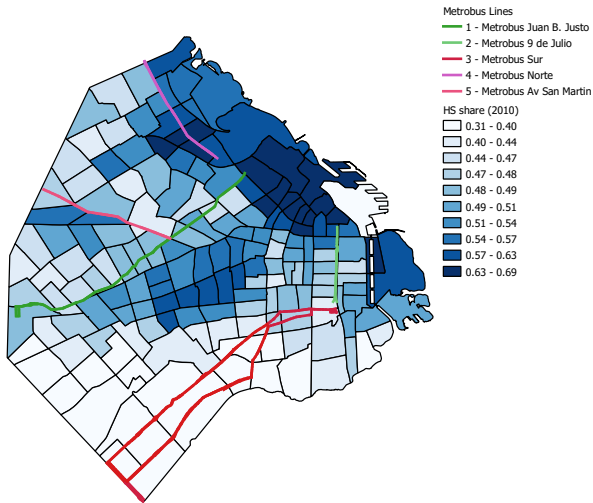 Metrobus Lines
1 - Metrobus Juan B. Justo
2 - Metrobus 9 de Julio
3 - Metrobus Sur
4 - Metrobus Norte
5 - Metrobus Av San Martin
HS share (2010)
0.31 - 0.40
0.40 - 0.44
0.44 - 0.47
0.47 - 0.48
0.48 - 0.49
0.49 - 0.51
0.51 - 0.54
0.54 - 0.57
0.57 - 0.63
0.63 - 0.69